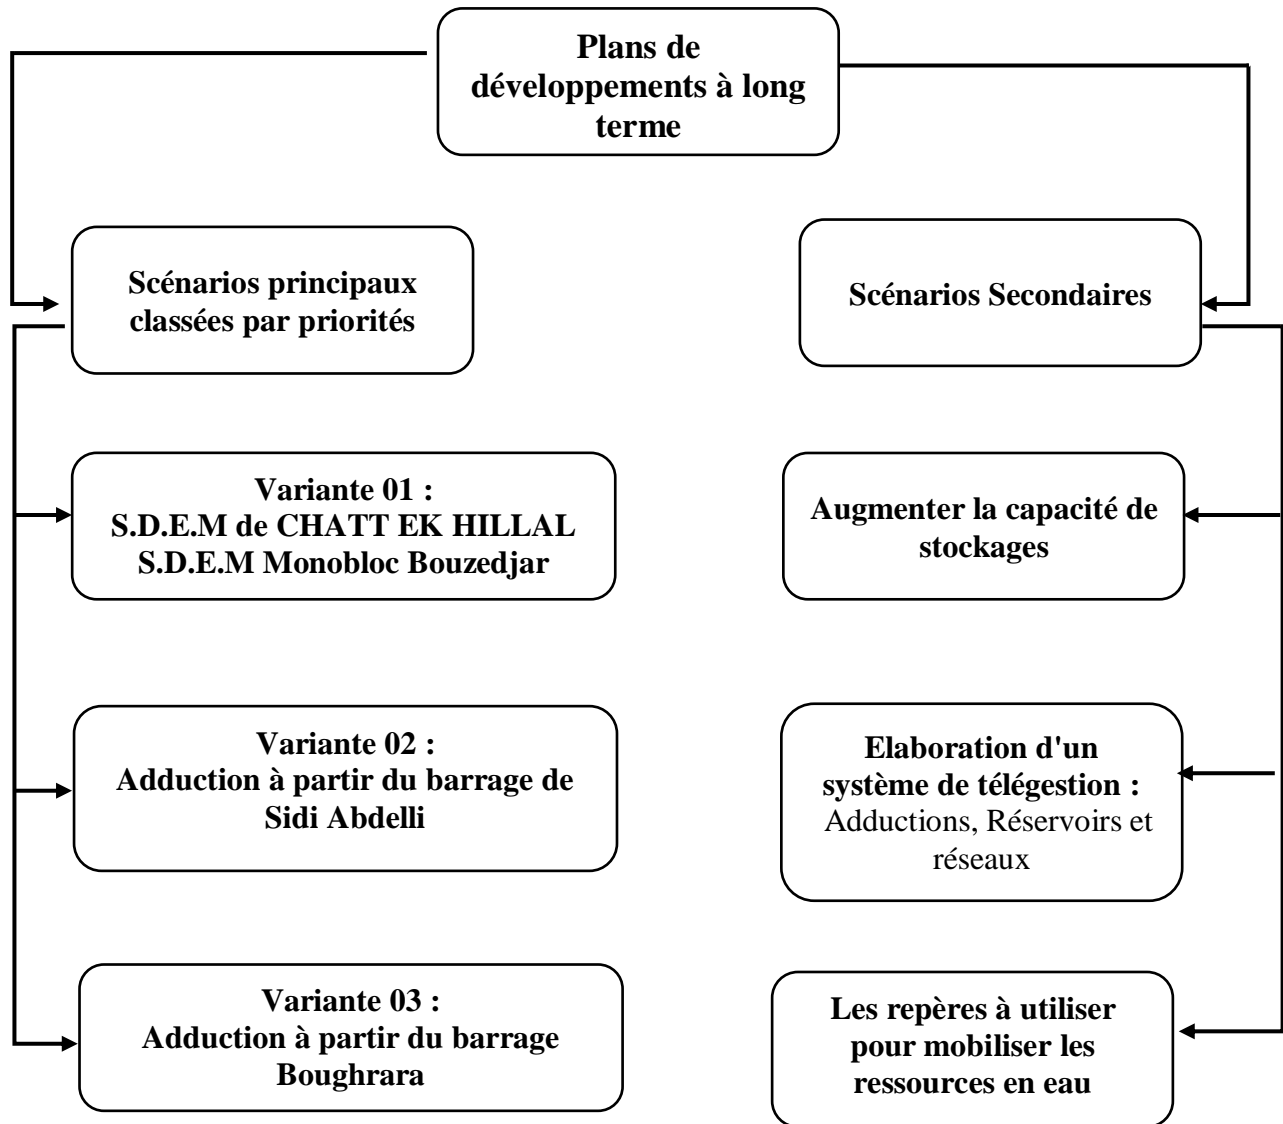 Plans de
développements à long
terme
Scénarios principaux
classées par priorités
Scénarios Secondaires
Variante 01 :
S.D.E.M de CHATT EK HILLAL
S.D.E.M Monobloc Bouzedjar
Augmenter la capacité de
stockages
Variante 02 :
Adduction à partir du barrage de
Sidi Abdelli
Elaboration d'un
système de télégestion :
Adductions, Réservoirs et
réseaux
Variante 03 :
Adduction à partir du barrage
Boughrara
Les repères à utiliser
pour mobiliser les
ressources en eau